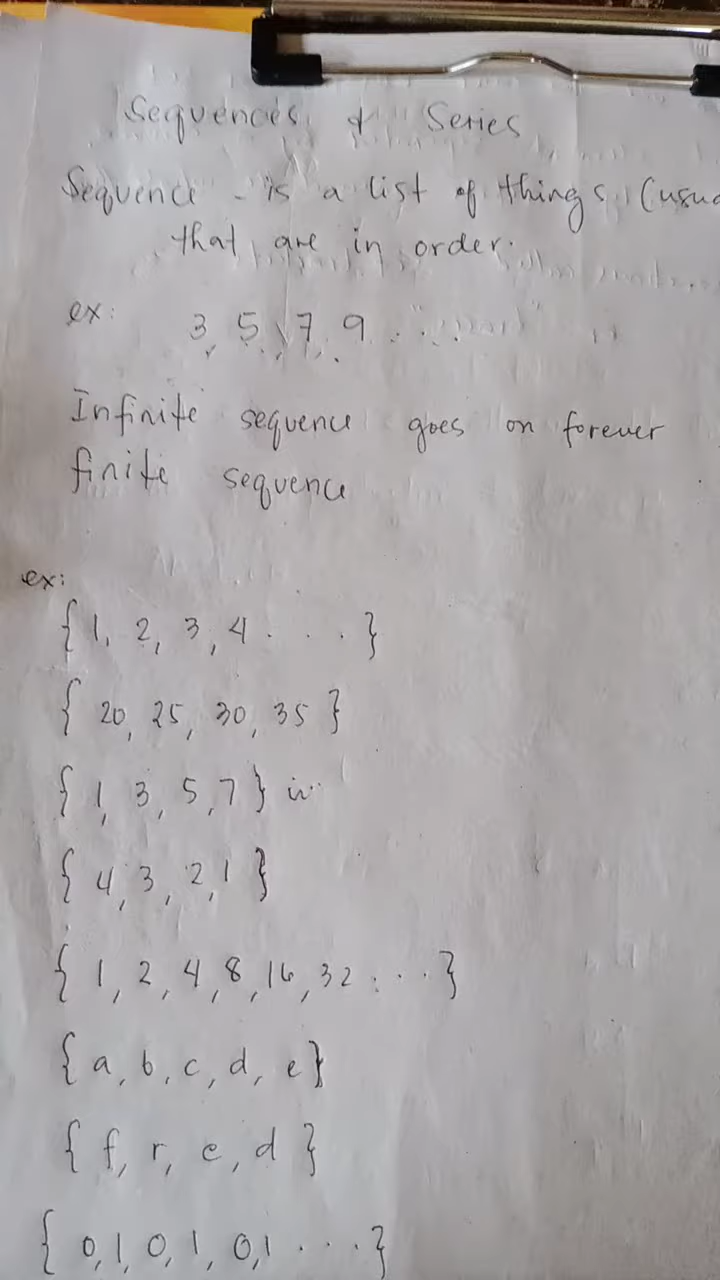 Sequences & Series
Sequence - is a list of things (usua
that are in order.
ex: 3, 5, 7, 9 . . . .
Infinite sequence goes on forever
finite sequence
ex:
{ 1, 2, 3, 4 . . . }
{ 20, 25, 30, 35 }
{ 1, 3, 5, 7 }
{ 4, 3, 2, 1 }
{ 1, 2, 4, 8, 16, 32 . . . }
{ a, b, c, d, e }
{ f, r, e, d }
{ 0, 1, 0, 1, 0, 1 . . . }